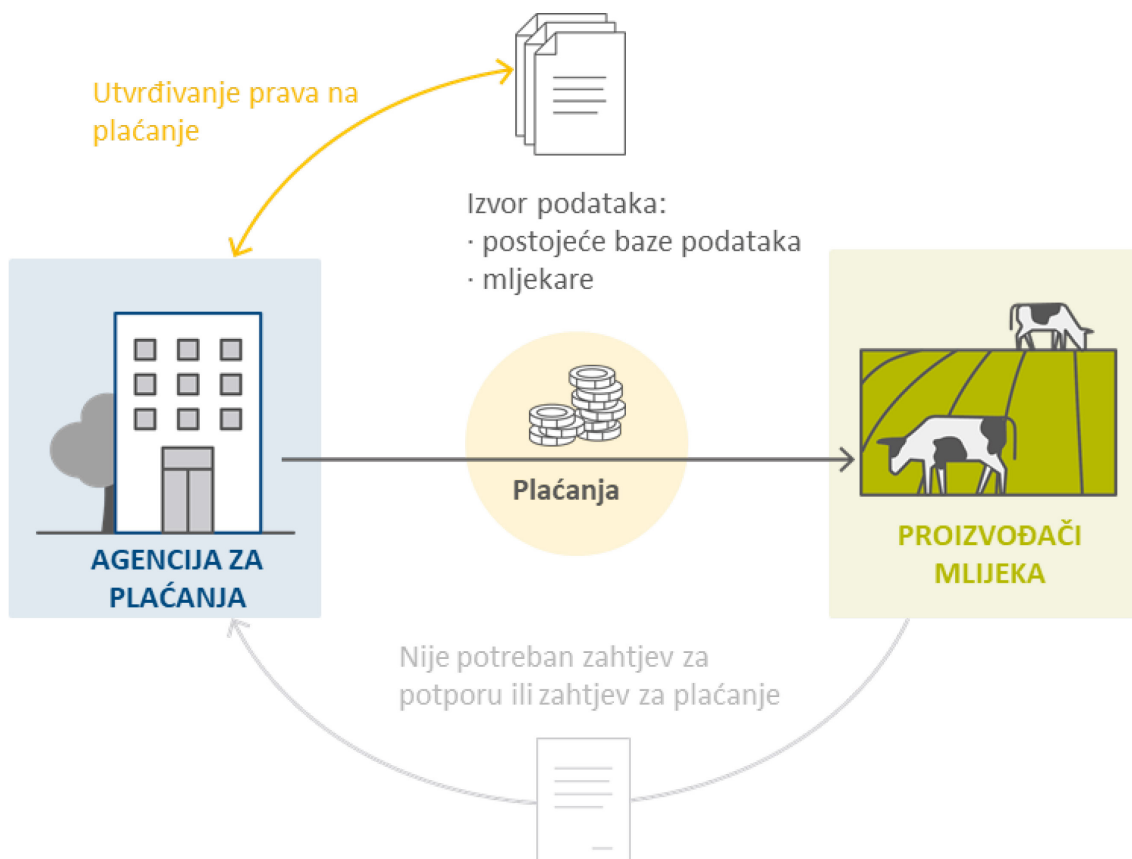 Utvrđivanje prava na
plaćanje
Izvor podataka:
· postojeće baze podataka
· mljekare
Plaćanja
AGENCIJA ZA
PLAĆANJA
PROIZVOĐAČI
MLIJEKA
Nije potreban zahtjev za
potporu ili zahtjev za plaćanje